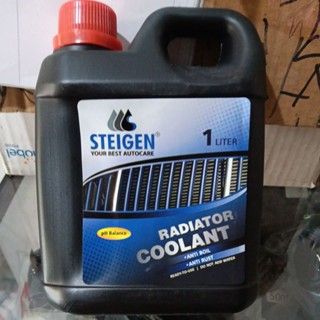 STEIGEN®
YOUR BEST AUTOCARE
1 LITER
pH Balance
RADIATOR
COOLANT
• ANTI BOIL
• ANTI RUST
READY-TO-USE | DO NOT ADD WATER